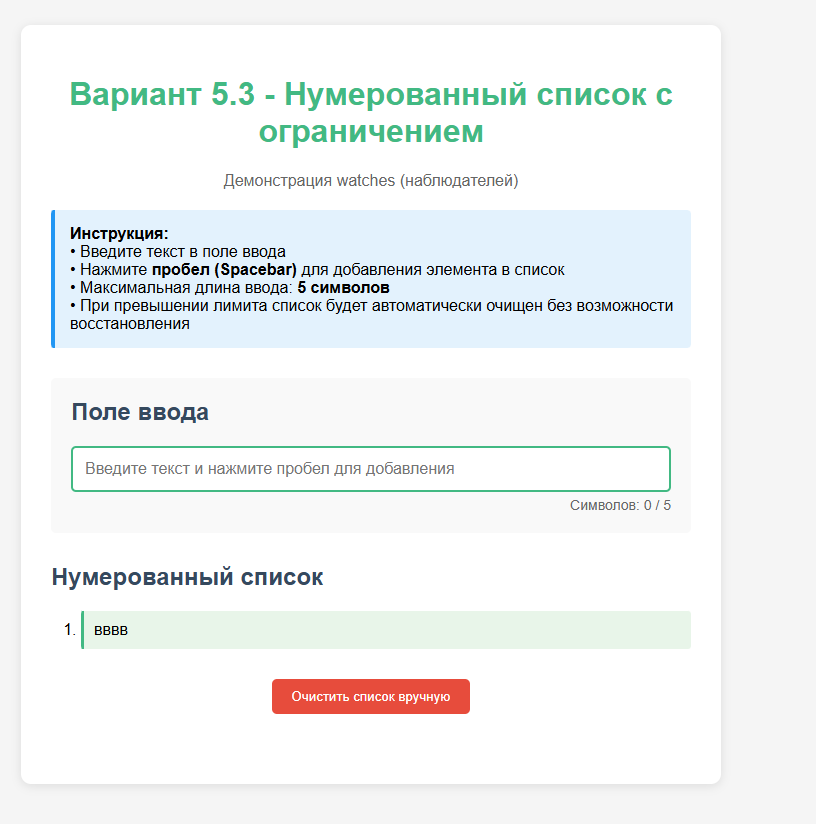 Вариант 5.3 - Нумерованный список с
ограничением
Демонстрация watches (наблюдателей)
Инструкция:
• Введите текст в поле ввода
• Нажмите пробел (Spacebar) для добавления элемента в список
• Максимальная длина ввода: 5 символов
• При превышении лимита список будет автоматически очищен без возможности
восстановления
Поле ввода
Введите текст и нажмите пробел для добавления
Символов: 0 / 5
Нумерованный список
1. вввв
Очистить список вручную